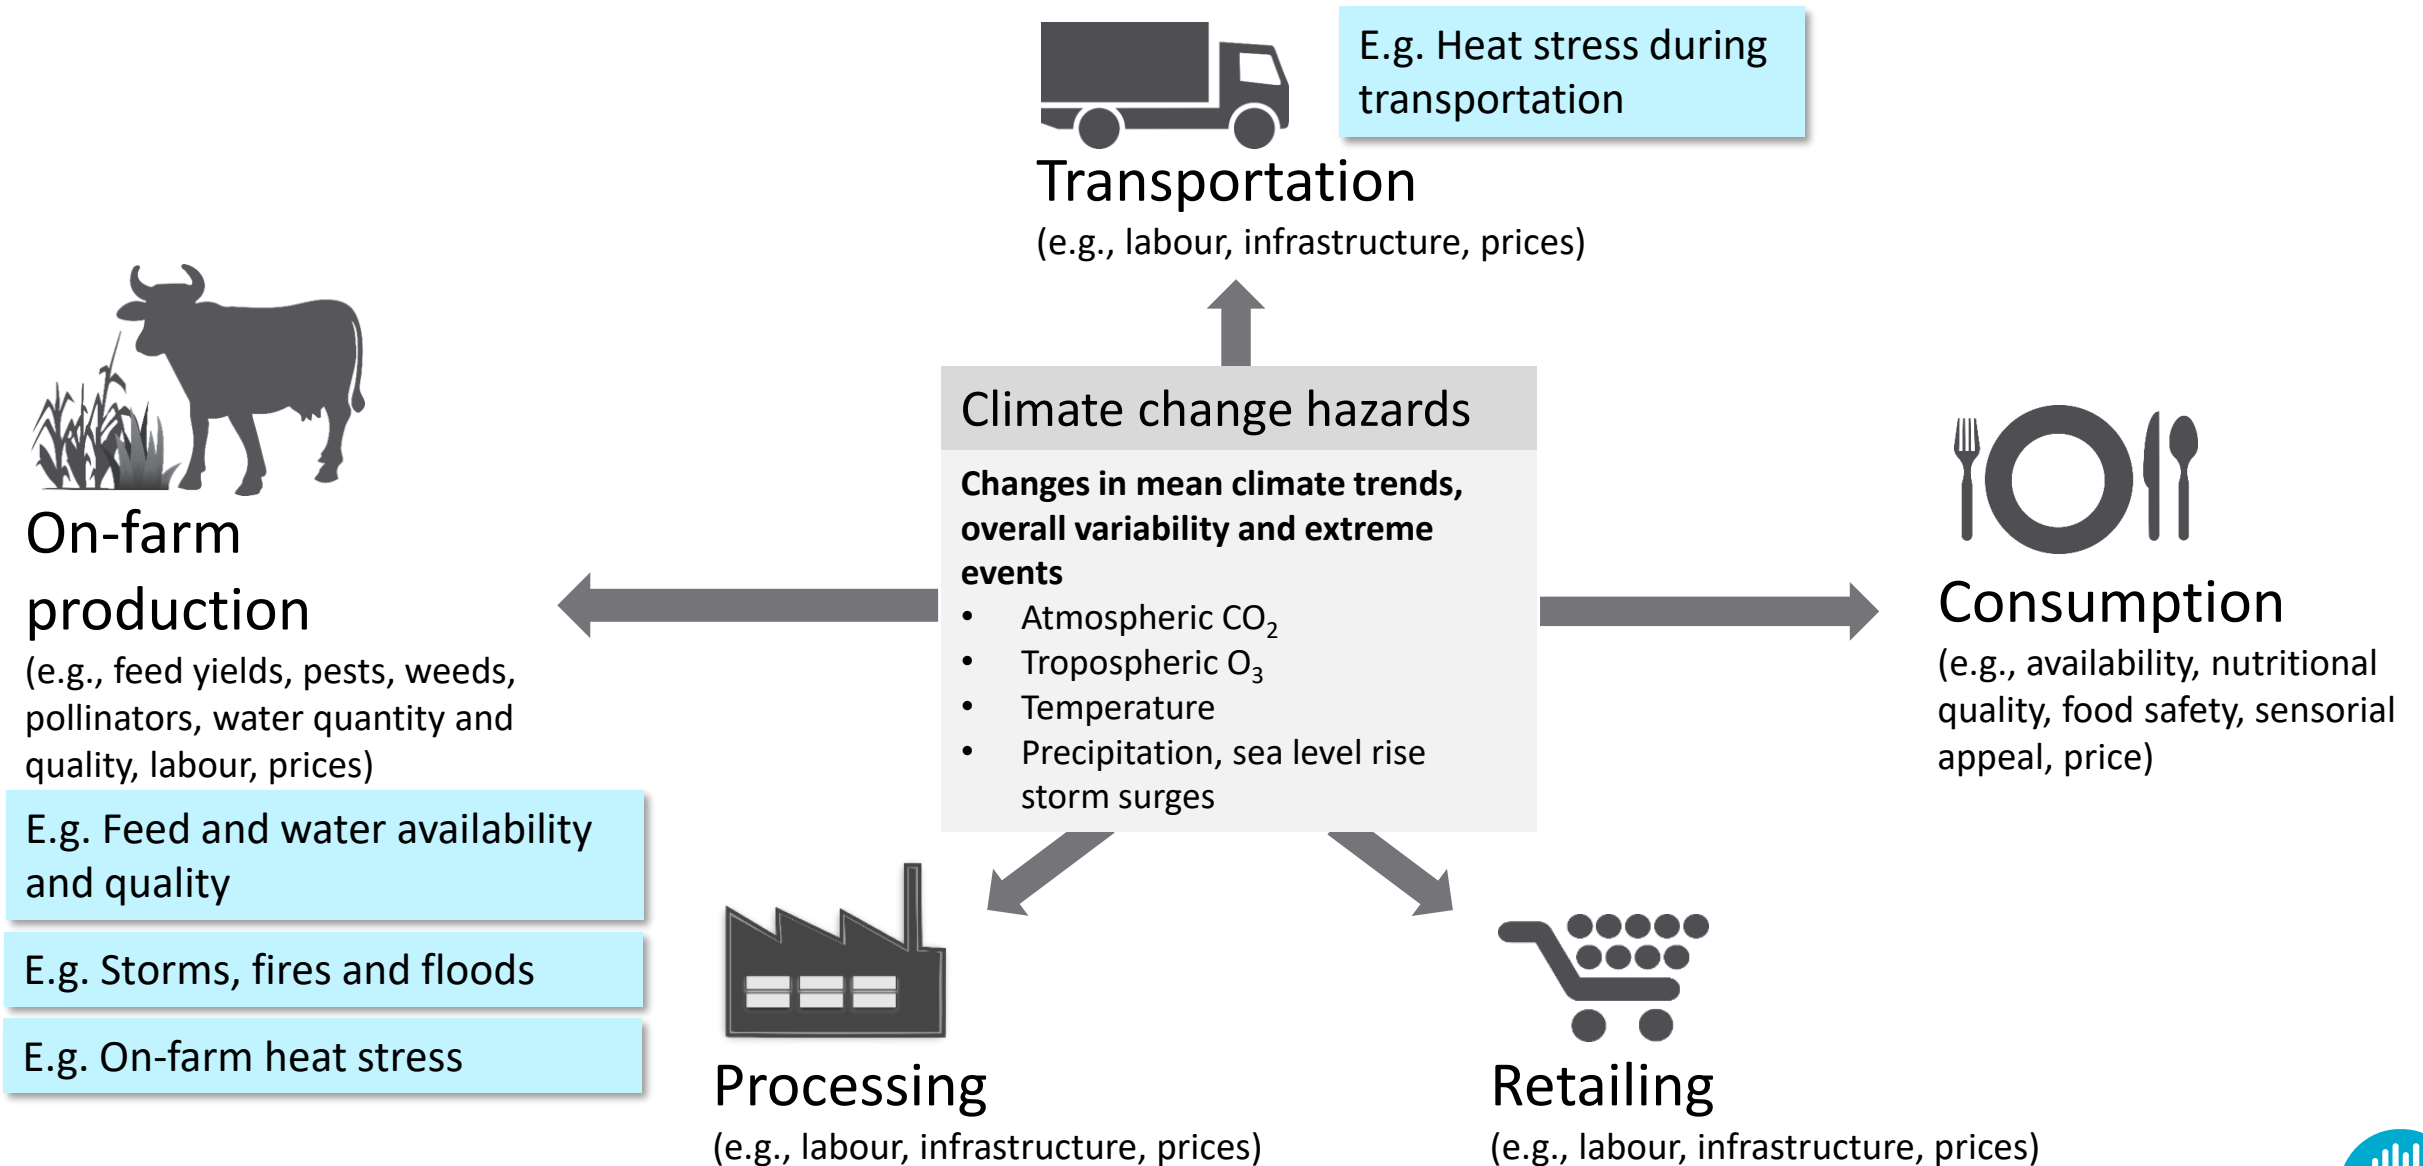 E.g. Heat stress during
transportation
Transportation
(e.g., labour, infrastructure, prices)
On-farm
production
(e.g., feed yields, pests, weeds,
pollinators, water quantity and
quality, labour, prices)
E.g. Feed and water availability
and quality
E.g. Storms, fires and floods
E.g. On-farm heat stress
Climate change hazards
Changes in mean climate trends,
overall variability and extreme
events
• Atmospheric CO₂
• Tropospheric O₃
• Temperature
• Precipitation, sea level rise
storm surges
Consumption
(e.g., availability, nutritional
quality, food safety, sensorial
appeal, price)
Processing
(e.g., labour, infrastructure, prices)
Retailing
(e.g., labour, infrastructure, prices)